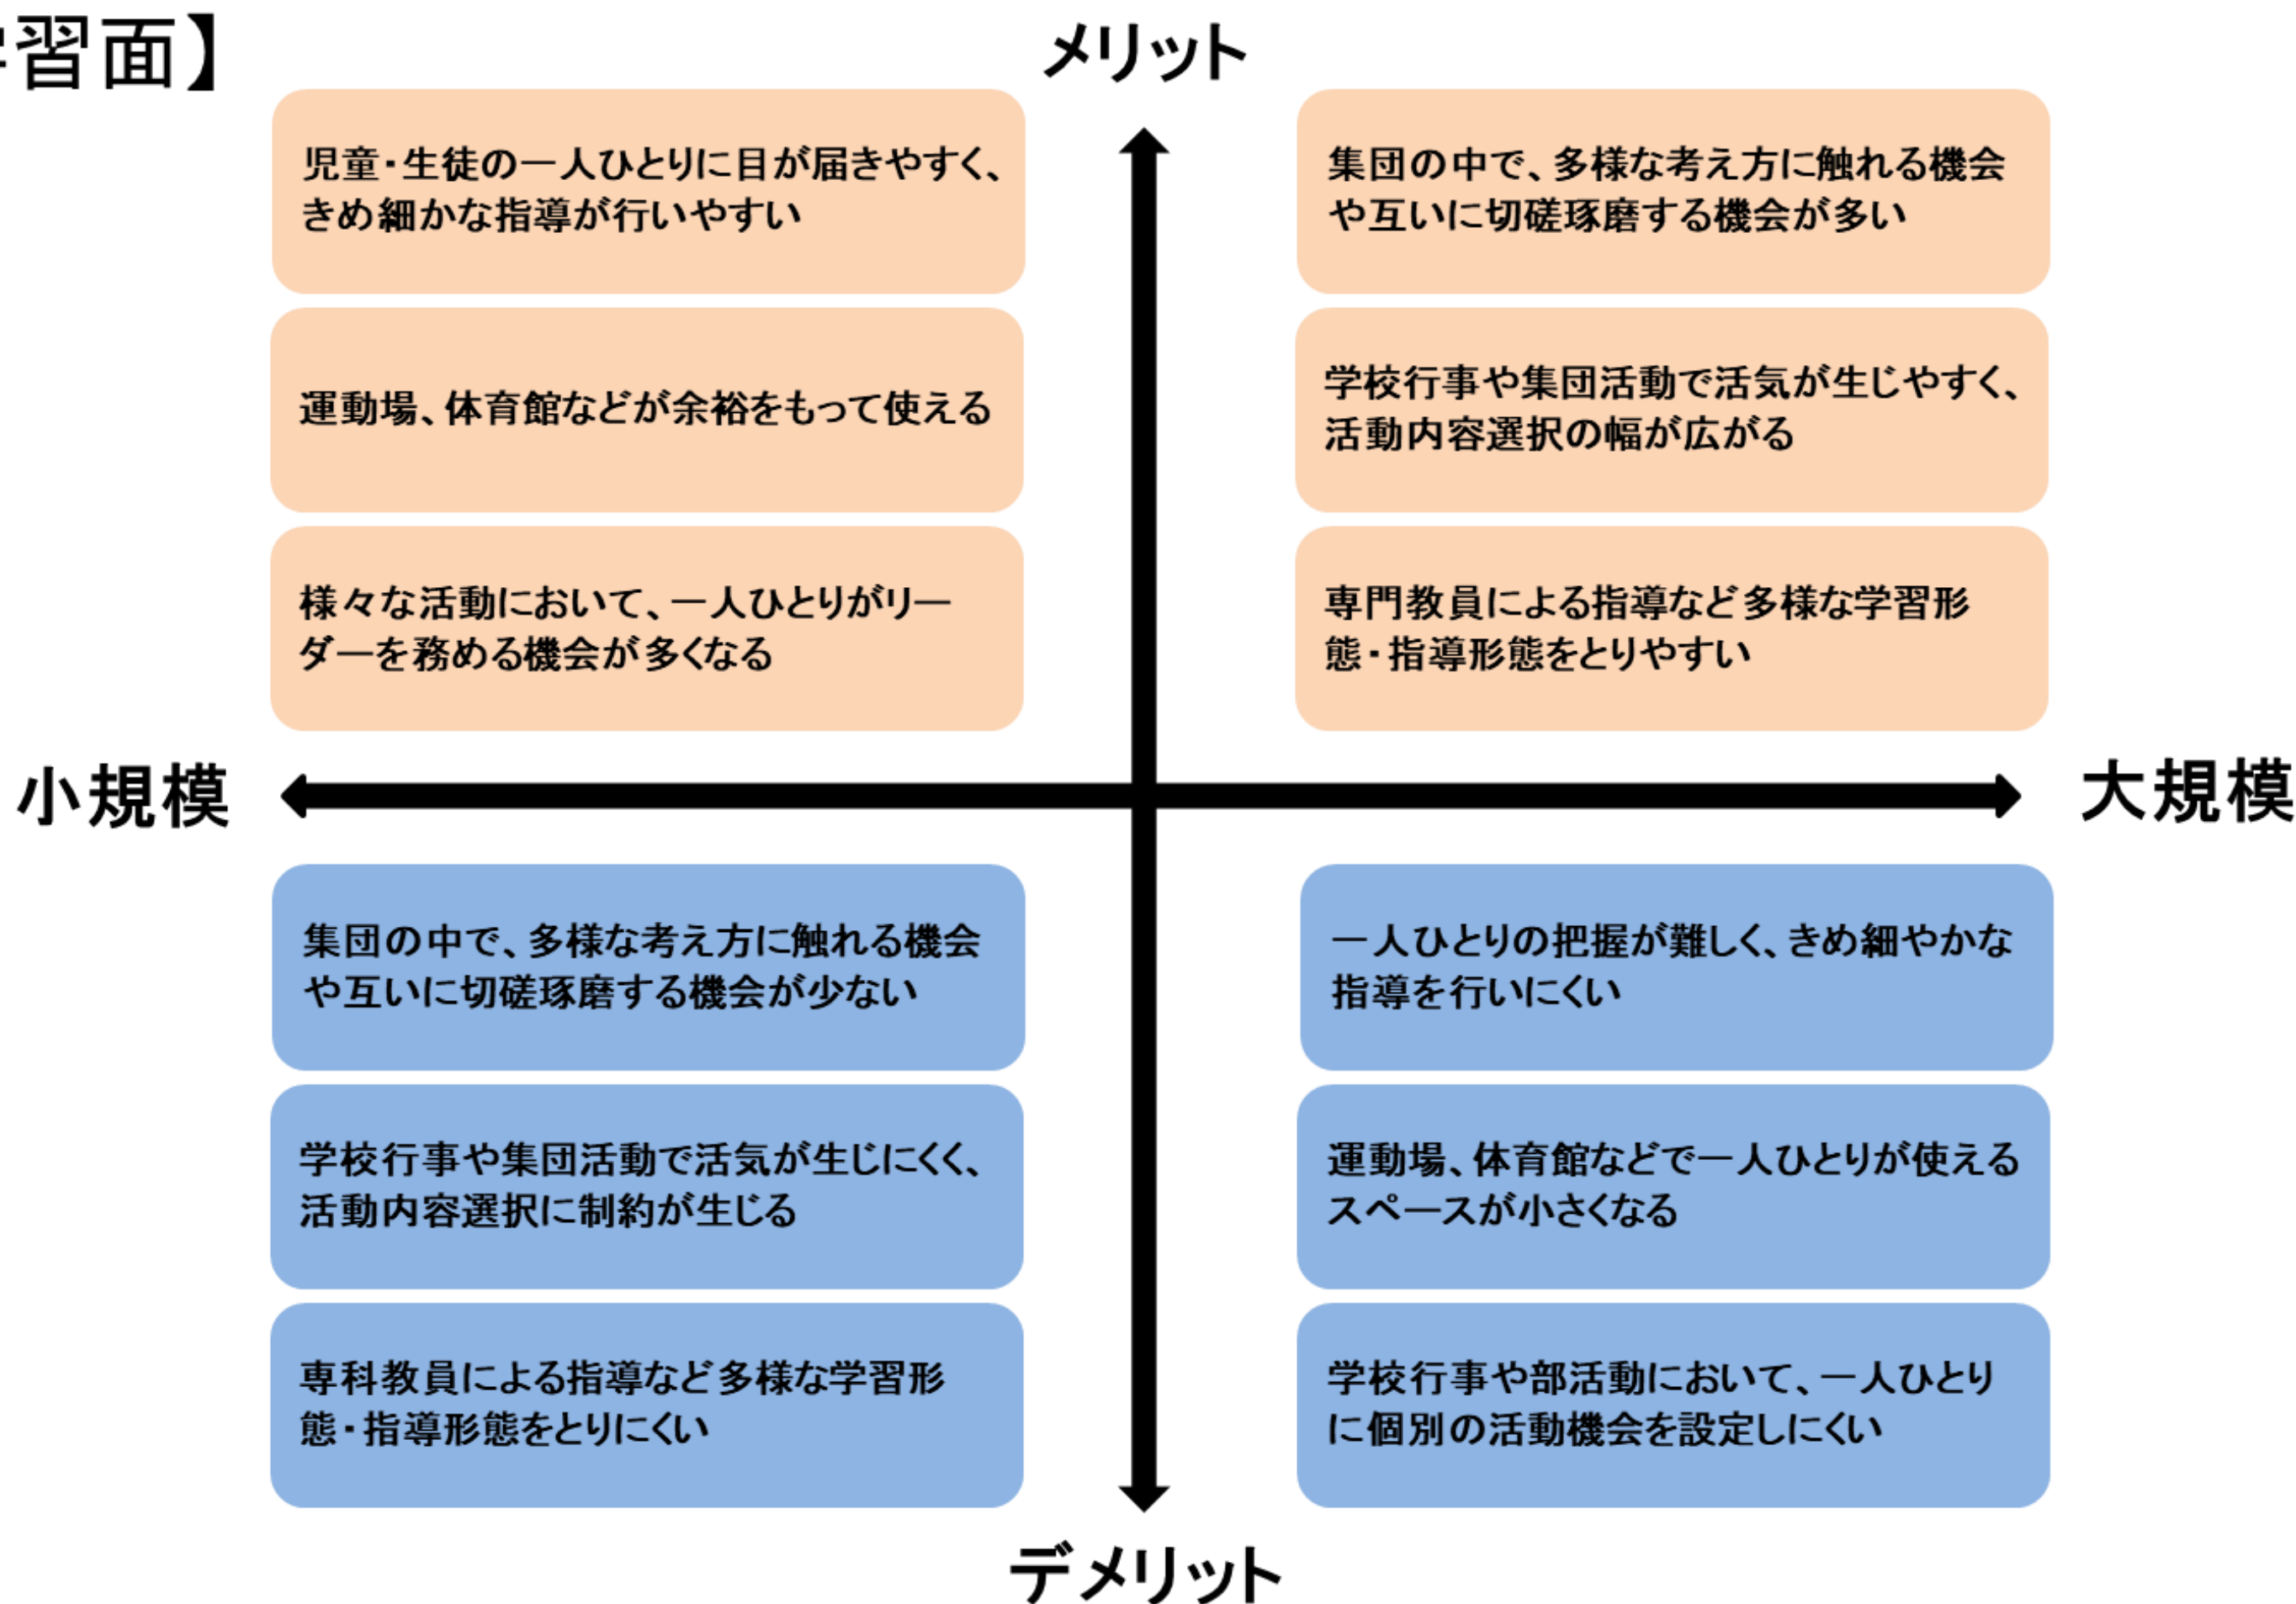 習面】
メリット
児童・生徒の一人ひとりに目が届きやすく、
きめ細かな指導が行いやすい
運動場、体育館などが余裕をもって使える
様々な活動において、一人ひとりがリー
ダーを務める機会が多くなる
集団の中で、多様な考え方に触れる機会
や互いに切磋琢磨する機会が多い
学校行事や集団活動で活気が生じやすく、
活動内容選択の幅が広がる
専門教員による指導など多様な学習形
態・指導形態をとりやすい
小規模
大規模
集団の中で、多様な考え方に触れる機会
や互いに切磋琢磨する機会が少ない
学校行事や集団活動で活気が生じにくく、
活動内容選択に制約が生じる
専科教員による指導など多様な学習形
態・指導形態をとりにくい
一人ひとりの把握が難しく、きめ細やかな
指導を行いにくい
運動場、体育館などで一人ひとりが使える
スペースが小さくなる
学校行事や部活動において、一人ひとり
に個別の活動機会を設定しにくい
デメリット